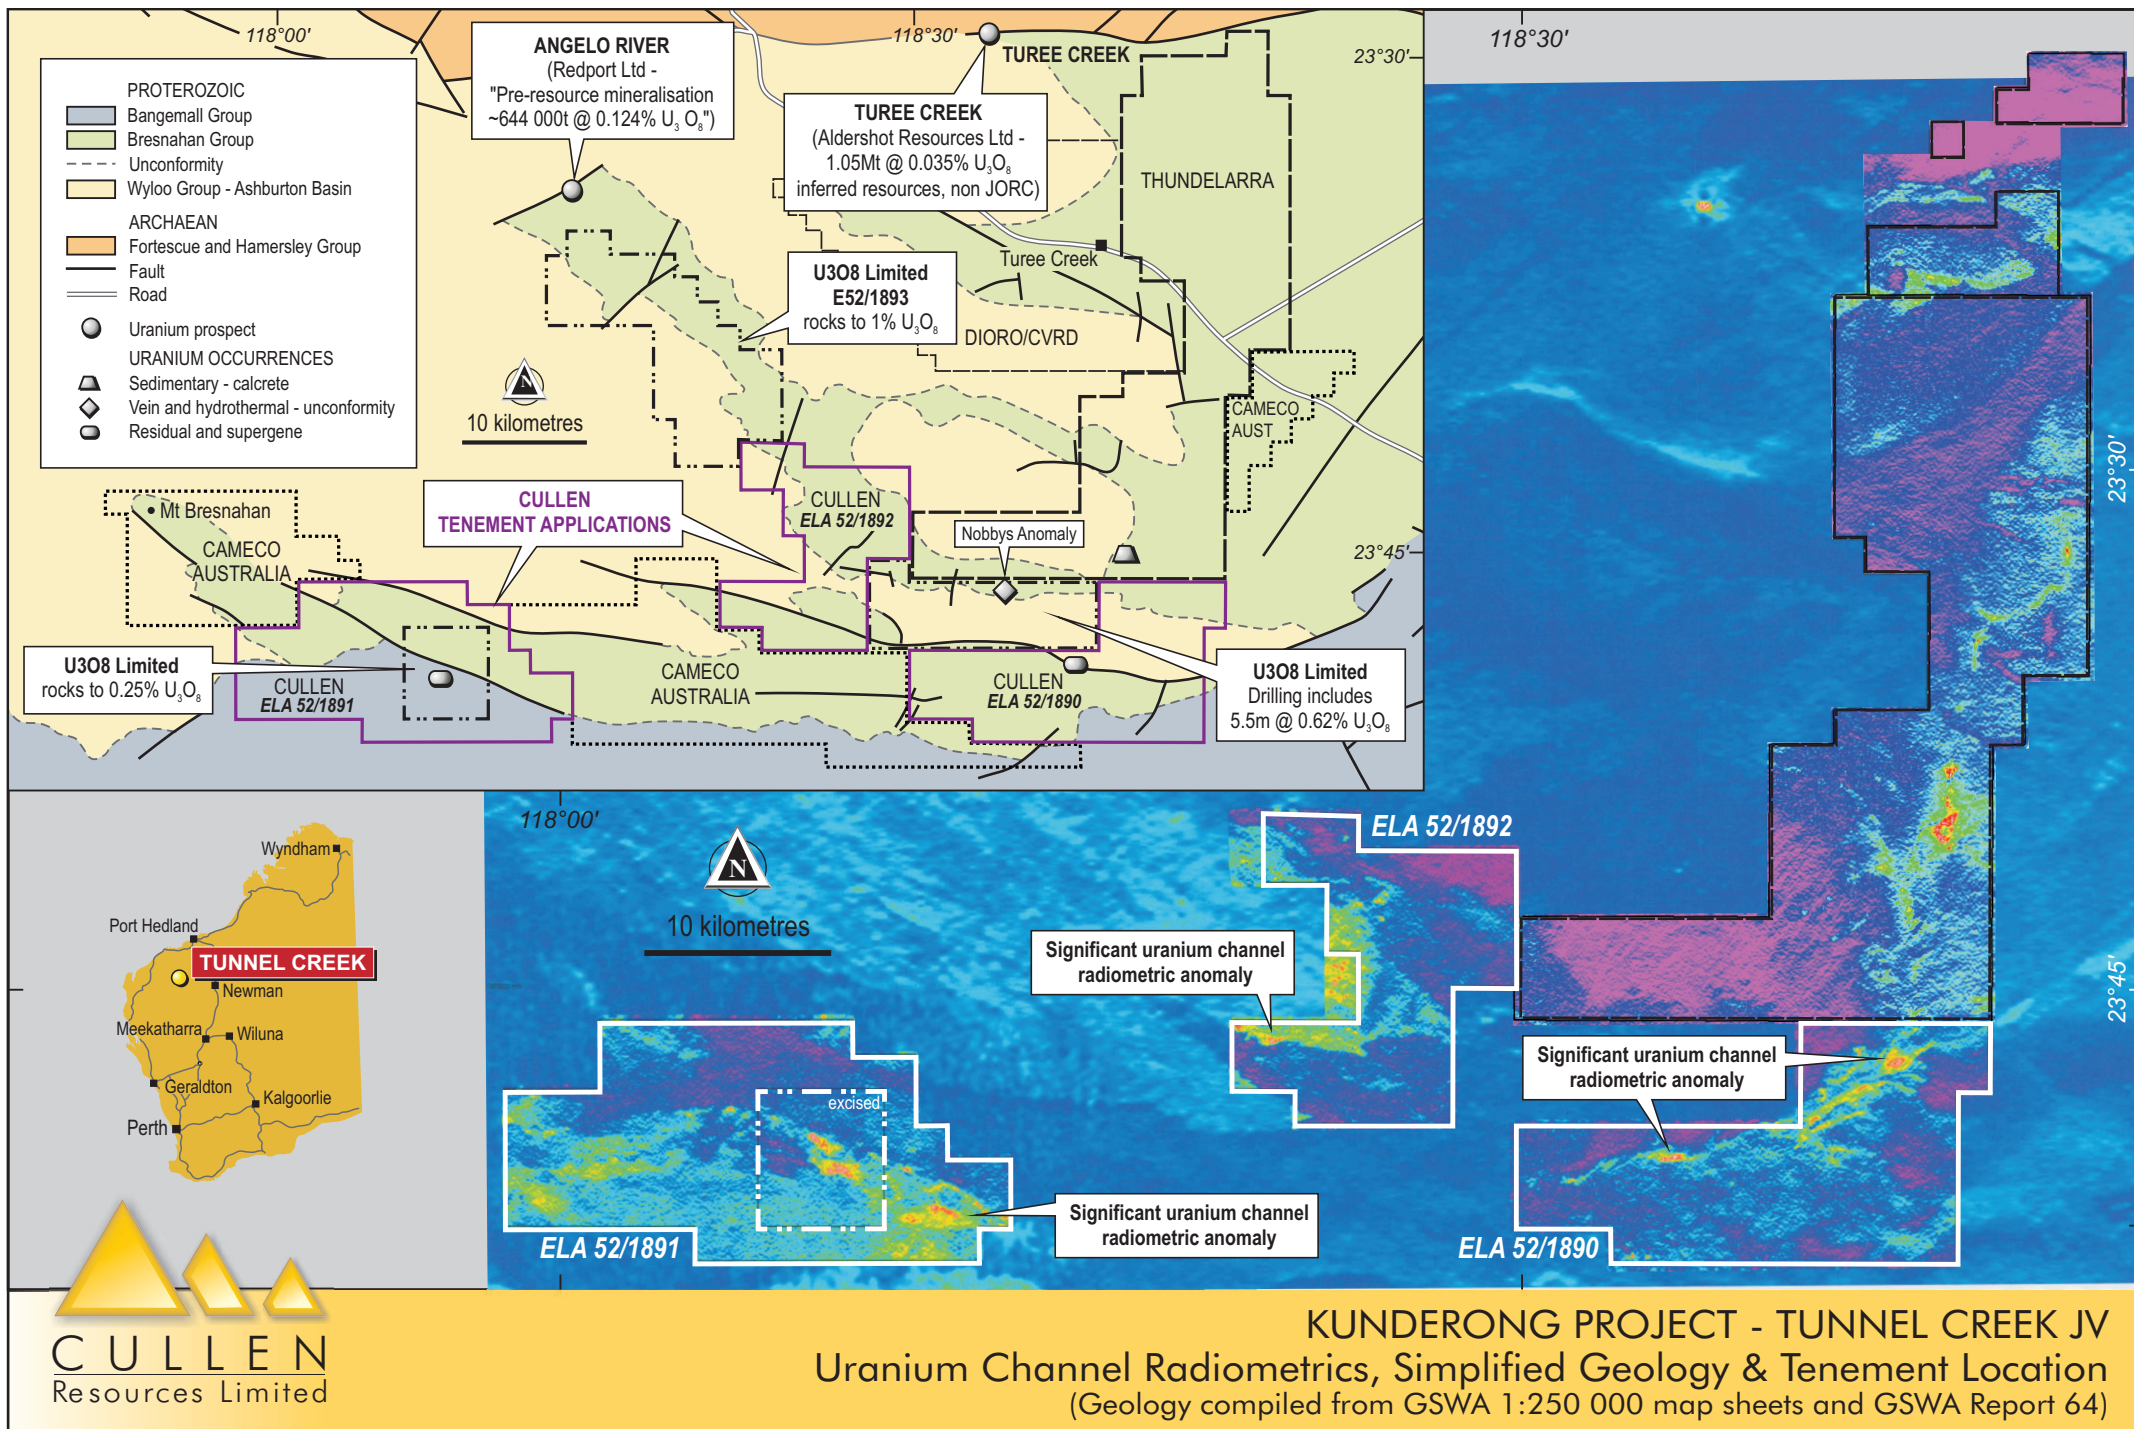 118°00'
118°30'
23°30'
23°45'
PROTEROZOIC
Bangemall Group
Bresnahan Group
Unconformity
Wyloo Group - Ashburton Basin
ARCHAEAN
Fortescue and Hamersley Group
Fault
Road
Uranium prospect
URANIUM OCCURRENCES
Sedimentary - calcrete
Vein and hydrothermal - unconformity
Residual and supergene
ANGELO RIVER
(Redport Ltd -
"Pre-resource mineralisation
~644 000t @ 0.124% U₃ O₈")
TUREE CREEK
TUREE CREEK
(Aldershot Resources Ltd -
1.05Mt @ 0.035% U₃O₈
inferred resources, non JORC)
THUNDELARRA
Turee Creek
U3O8 Limited
E52/1893
rocks to 1% U₃O₈
DIORO/CVRD
N
10 kilometres
CAMECO
AUST
CULLEN
TENEMENT APPLICATIONS
CULLEN
ELA 52/1892
Nobbys Anomaly
Mt Bresnahan
CAMECO
AUSTRALIA
U3O8 Limited
rocks to 0.25% U₃O₈
CULLEN
ELA 52/1891
CAMECO
AUSTRALIA
CULLEN
ELA 52/1890
U3O8 Limited
Drilling includes
5.5m @ 0.62% U₃O₈
118°30'
23°30'
23°45'
118°00'
N
10 kilometres
ELA 52/1892
Significant uranium channel
radiometric anomaly
Significant uranium channel
radiometric anomaly
excised
Significant uranium channel
radiometric anomaly
ELA 52/1891
ELA 52/1890
Wyndham
Port Hedland
TUNNEL CREEK
Newman
Meekatharra
Wiluna
Geraldton
Kalgoorlie
Perth
CULLEN
Resources Limited
KUNDERONG PROJECT - TUNNEL CREEK JV
Uranium Channel Radiometrics, Simplified Geology & Tenement Location
(Geology compiled from GSWA 1:250 000 map sheets and GSWA Report 64)